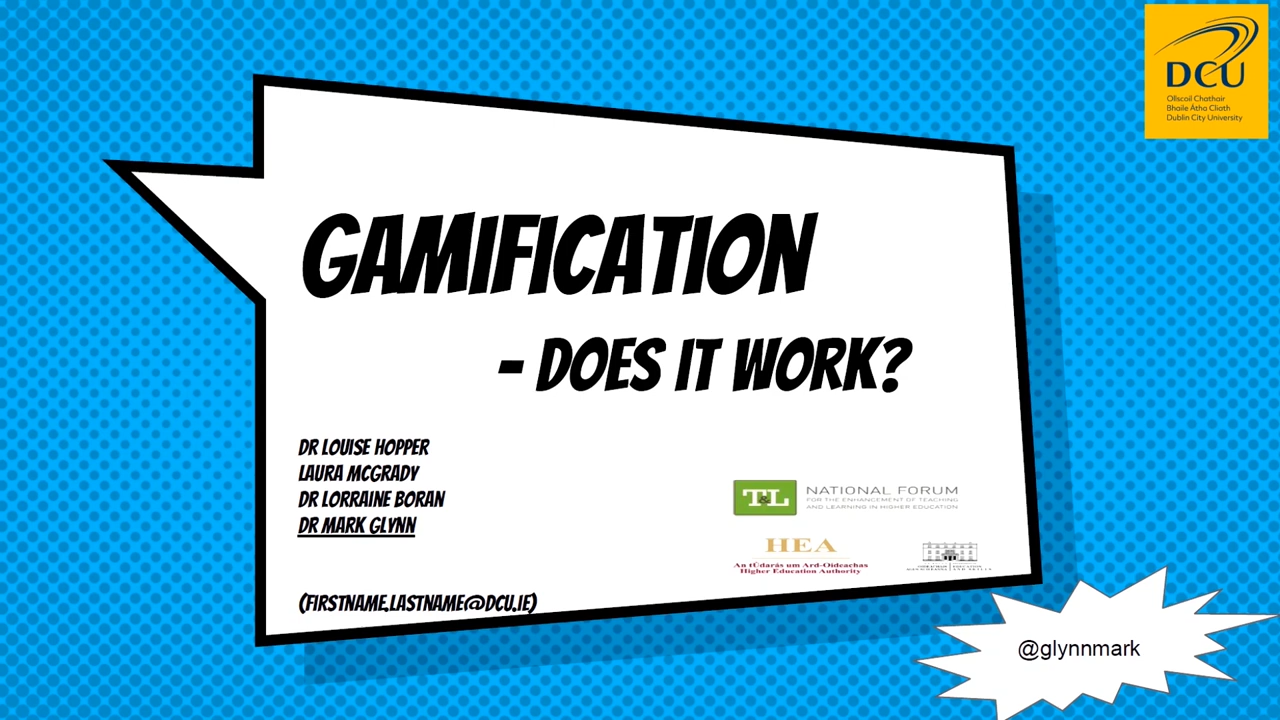 DCU
Ollscoil Chathair
Bhaile Átha Cliath
Dublin City University
GAMIFICATION
- DOES IT WORK?
DR LOUISE HOPPER
LAURA MCGRADY
DR LORRAINE BORAN
DR MARK GLYNN
(FIRSTNAME.LASTNAME@DCU.IE)
T&L NATIONAL FORUM
FOR THE ENHANCEMENT OF TEACHING
AND LEARNING IN HIGHER EDUCATION
HEA
An tÚdarás um Ard-Oideachas
Higher Education Authority
@glynnmark